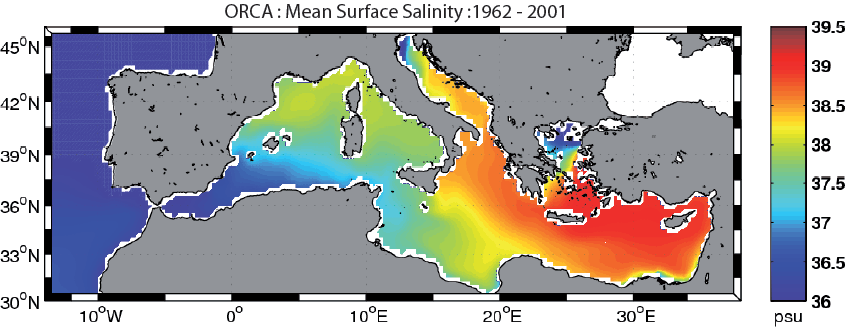 ORCA : Mean Surface Salinity :1962 - 2001
45°N
42°N
39°N
36°N
33°N
30°N
10°W
0°
10°E
20°E
30°E
39.5
39
38.5
38
37.5
37
36.5
36
psu